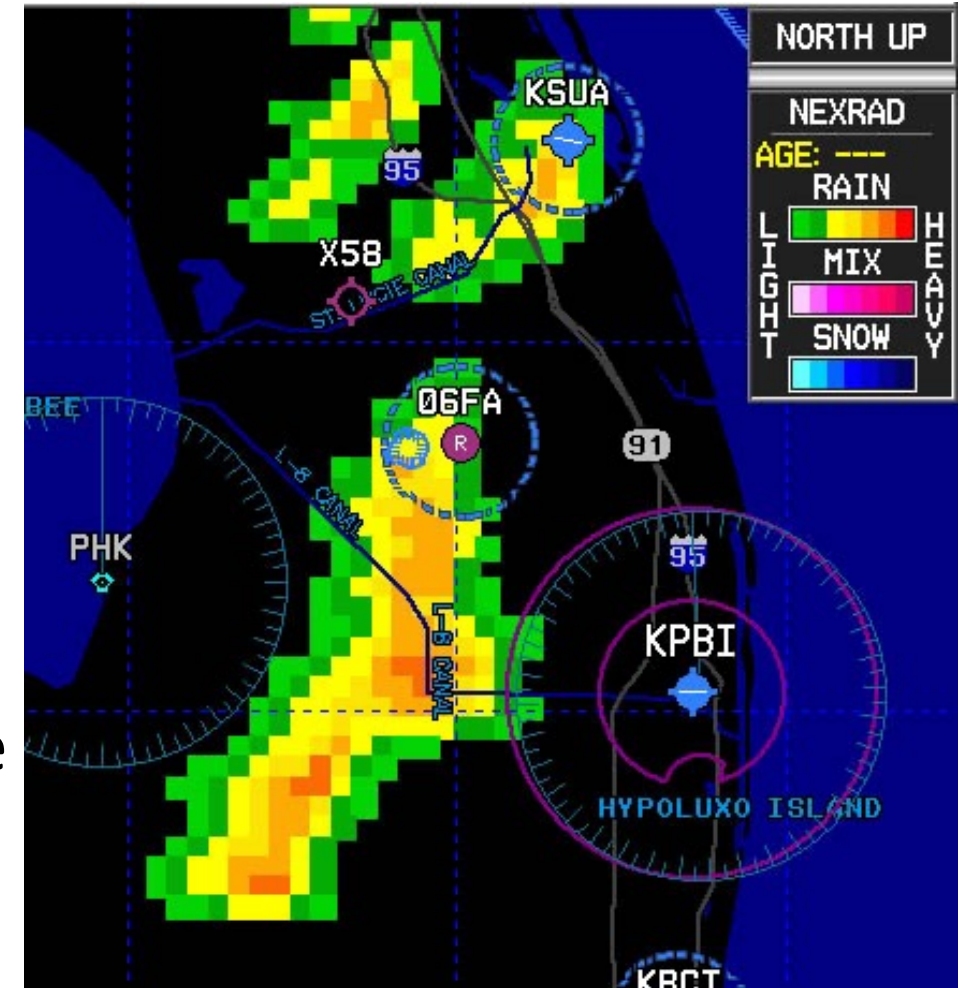 NORTH UP
NEXRAD
AGE: ---
RAIN
MIX
SNOW
LIGHT
HEAVY
KSUA
95
X58
ST. LUCIE CANAL
06FA
R
BEE
L-8 CANAL
91
PHK
95
L-8 CANAL
KPBI
e
HYPOLUXO ISLAND
KBCT